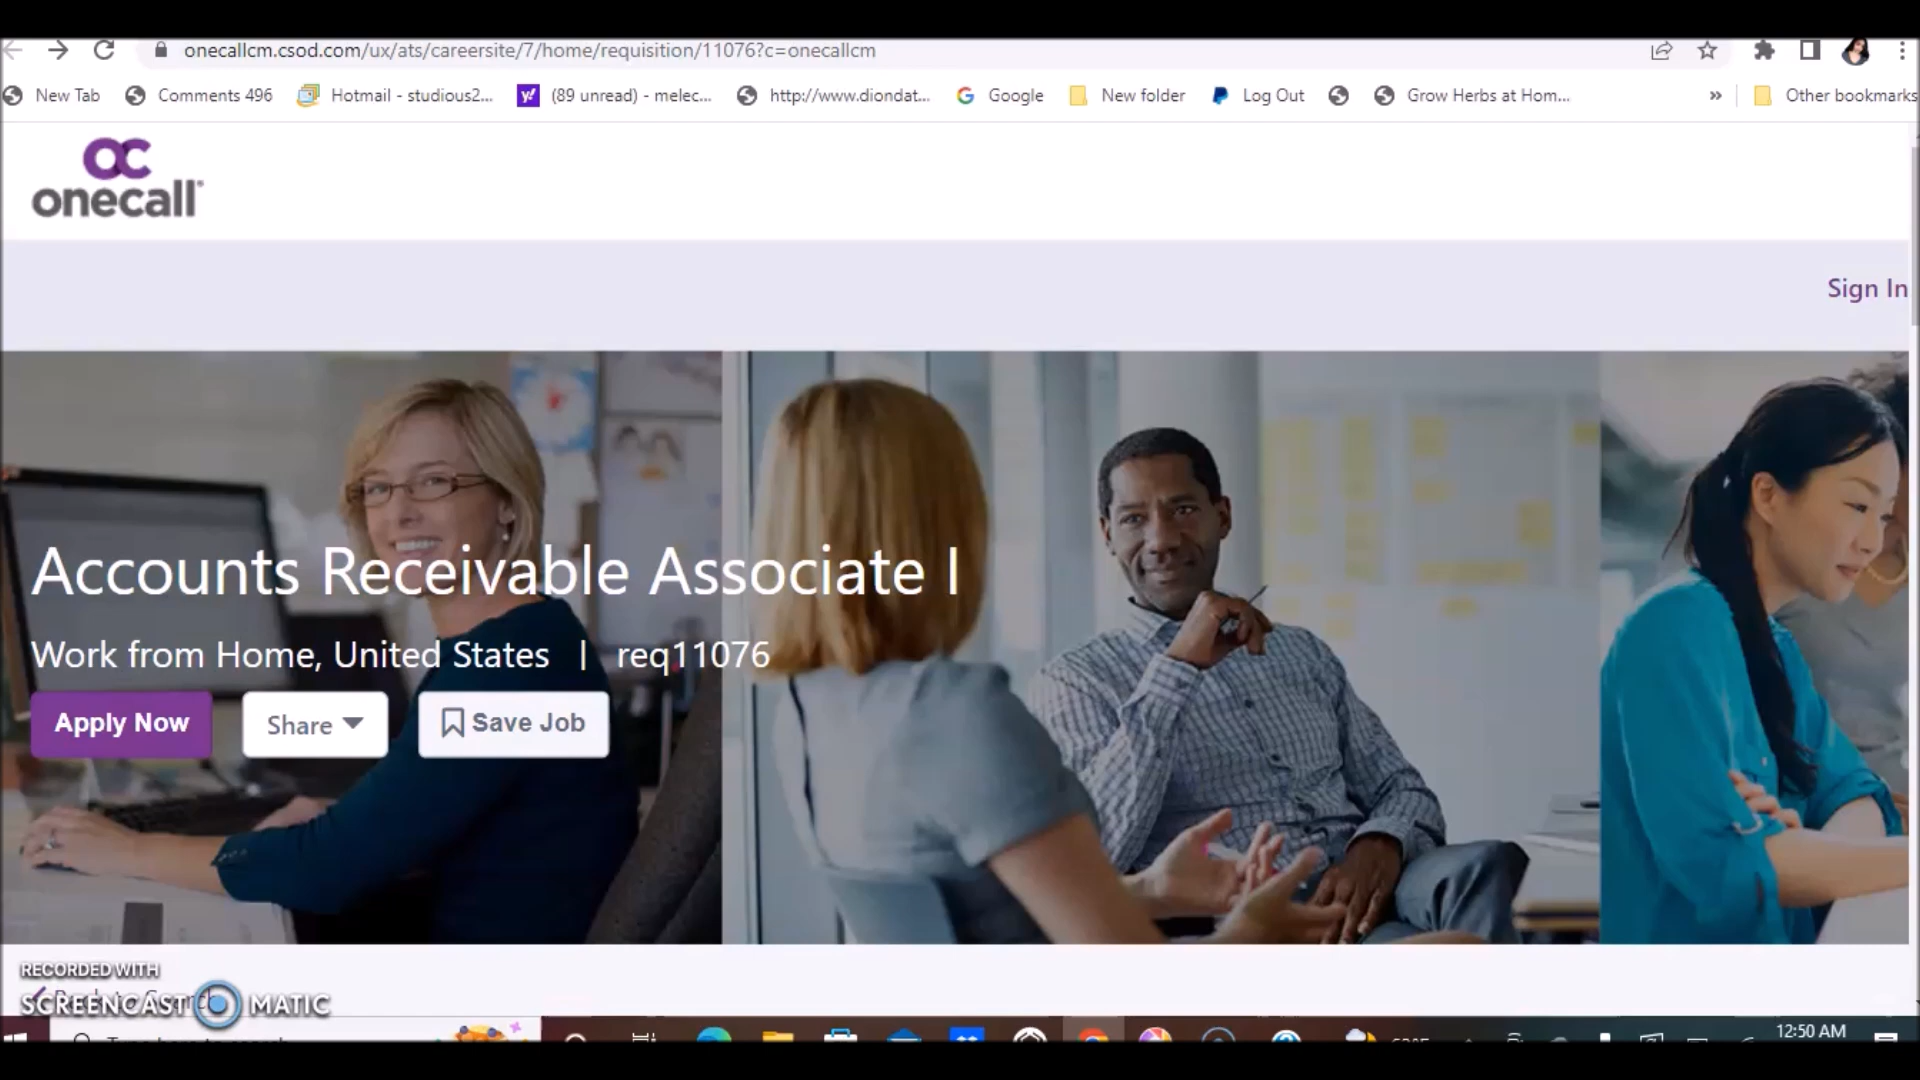 onecallcm.csod.com/ux/ats/careersite/7/home/requisition/11076?c=onecallcm
New Tab Comments 496 Hotmail - studious2... (89 unread) - melec... http://www.diondat... Google New folder Log Out Grow Herbs at Hom... » Other bookmarks
OC
onecall
Sign In
Accounts Receivable Associate I
Work from Home, United States | req11076
Apply Now Share Save Job
RECORDED WITH
SCREENCAST MATIC
12:50 AM